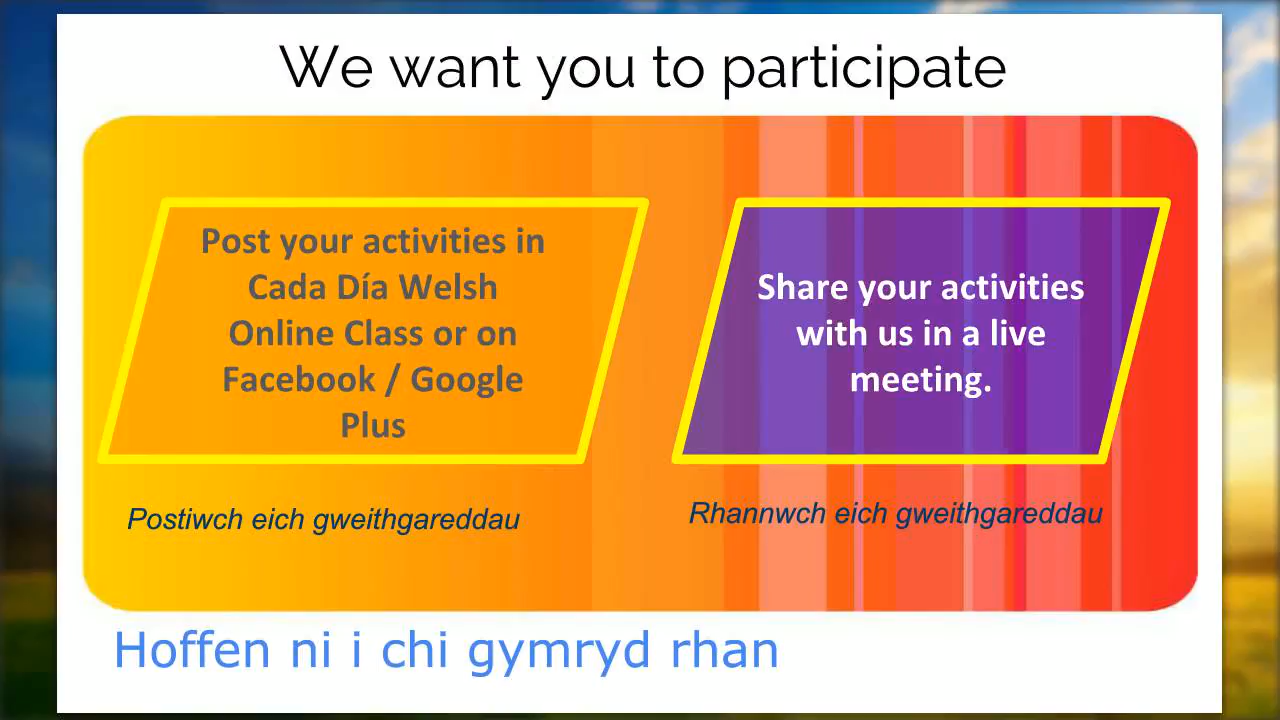 We want you to participate
Post your activities in
Cada Día Welsh
Online Class or on
Facebook / Google
Plus
Share your activities
with us in a live
meeting.
Postiwch eich gweithgareddau
Rhannwch eich gweithgareddau
Hoffen ni i chi gymryd rhan